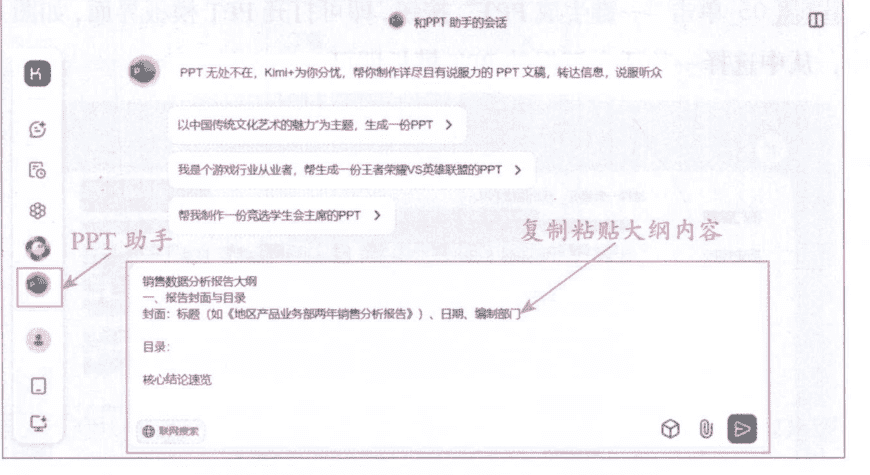 和PPT 助手的会话
PPT 无处不在，Kimi+为你分忧，帮你制作详尽且有说服力的 PPT 文稿，转达信息，说服听众
以中国传统文化艺术的魅力"为主题，生成一份PPT >
我是个游戏行业从业者，帮生成一份王者荣耀VS英雄联盟的PPT >
帮我制作一份竞选学生会主席的PPT >
PPT 助手
复制粘贴大纲内容
销售数据分析报告大纲
一、报告封面与目录
封面：标题（如《地区产品业务部两年销售分析报告》）、日期、编制部门
目录：
核心结论速览
联网搜索